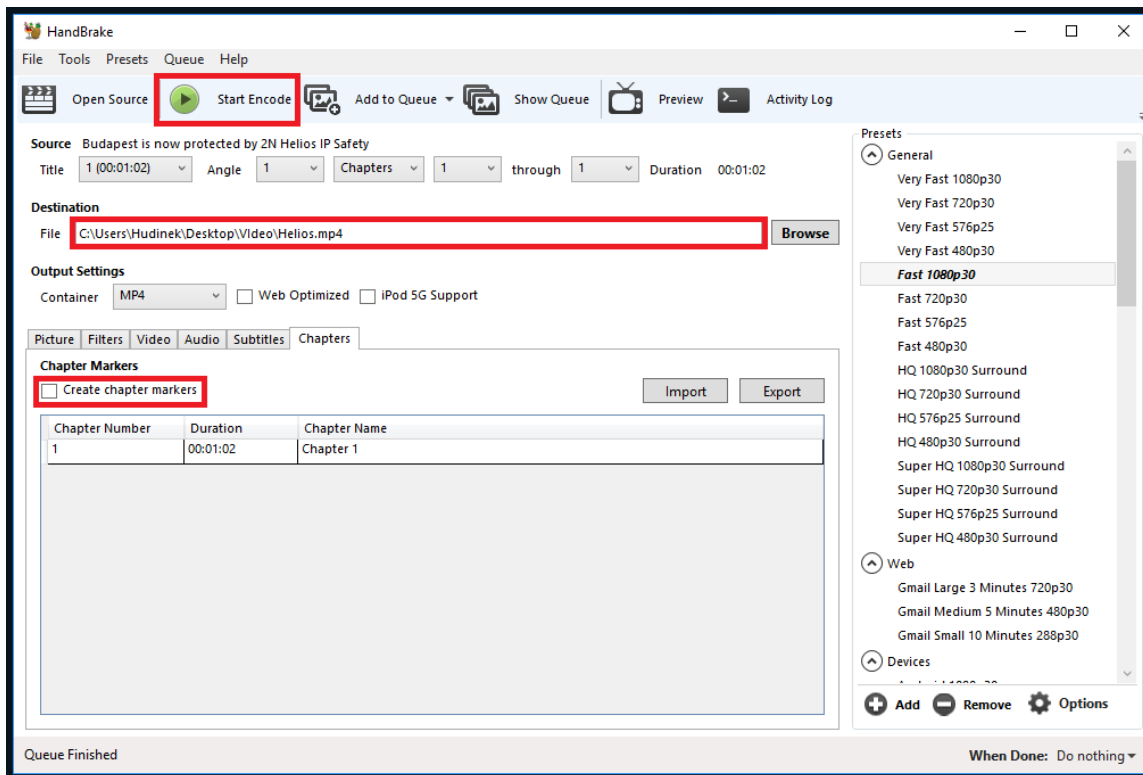 HandBrake
File Tools Presets Queue Help
Open Source Start Encode Add to Queue Show Queue Preview Activity Log
Source Budapest is now protected by 2N Helios IP Safety
Title 1 (00:01:02) Angle 1 Chapters 1 through 1 Duration 00:01:02
Destination
File C:\Users\Hudinek\Desktop\VIdeo\Helios.mp4 Browse
Output Settings
Container MP4 Web Optimized iPod 5G Support
Picture Filters Video Audio Subtitles Chapters
Chapter Markers
Create chapter markers Import Export
Chapter Number Duration Chapter Name
1 00:01:02 Chapter 1
Presets
General
Very Fast 1080p30
Very Fast 720p30
Very Fast 576p25
Very Fast 480p30
Fast 1080p30
Fast 720p30
Fast 576p25
Fast 480p30
HQ 1080p30 Surround
HQ 720p30 Surround
HQ 576p25 Surround
HQ 480p30 Surround
Super HQ 1080p30 Surround
Super HQ 720p30 Surround
Super HQ 576p25 Surround
Super HQ 480p30 Surround
Web
Gmail Large 3 Minutes 720p30
Gmail Medium 5 Minutes 480p30
Gmail Small 10 Minutes 288p30
Devices
Add Remove Options
Queue Finished When Done: Do nothing